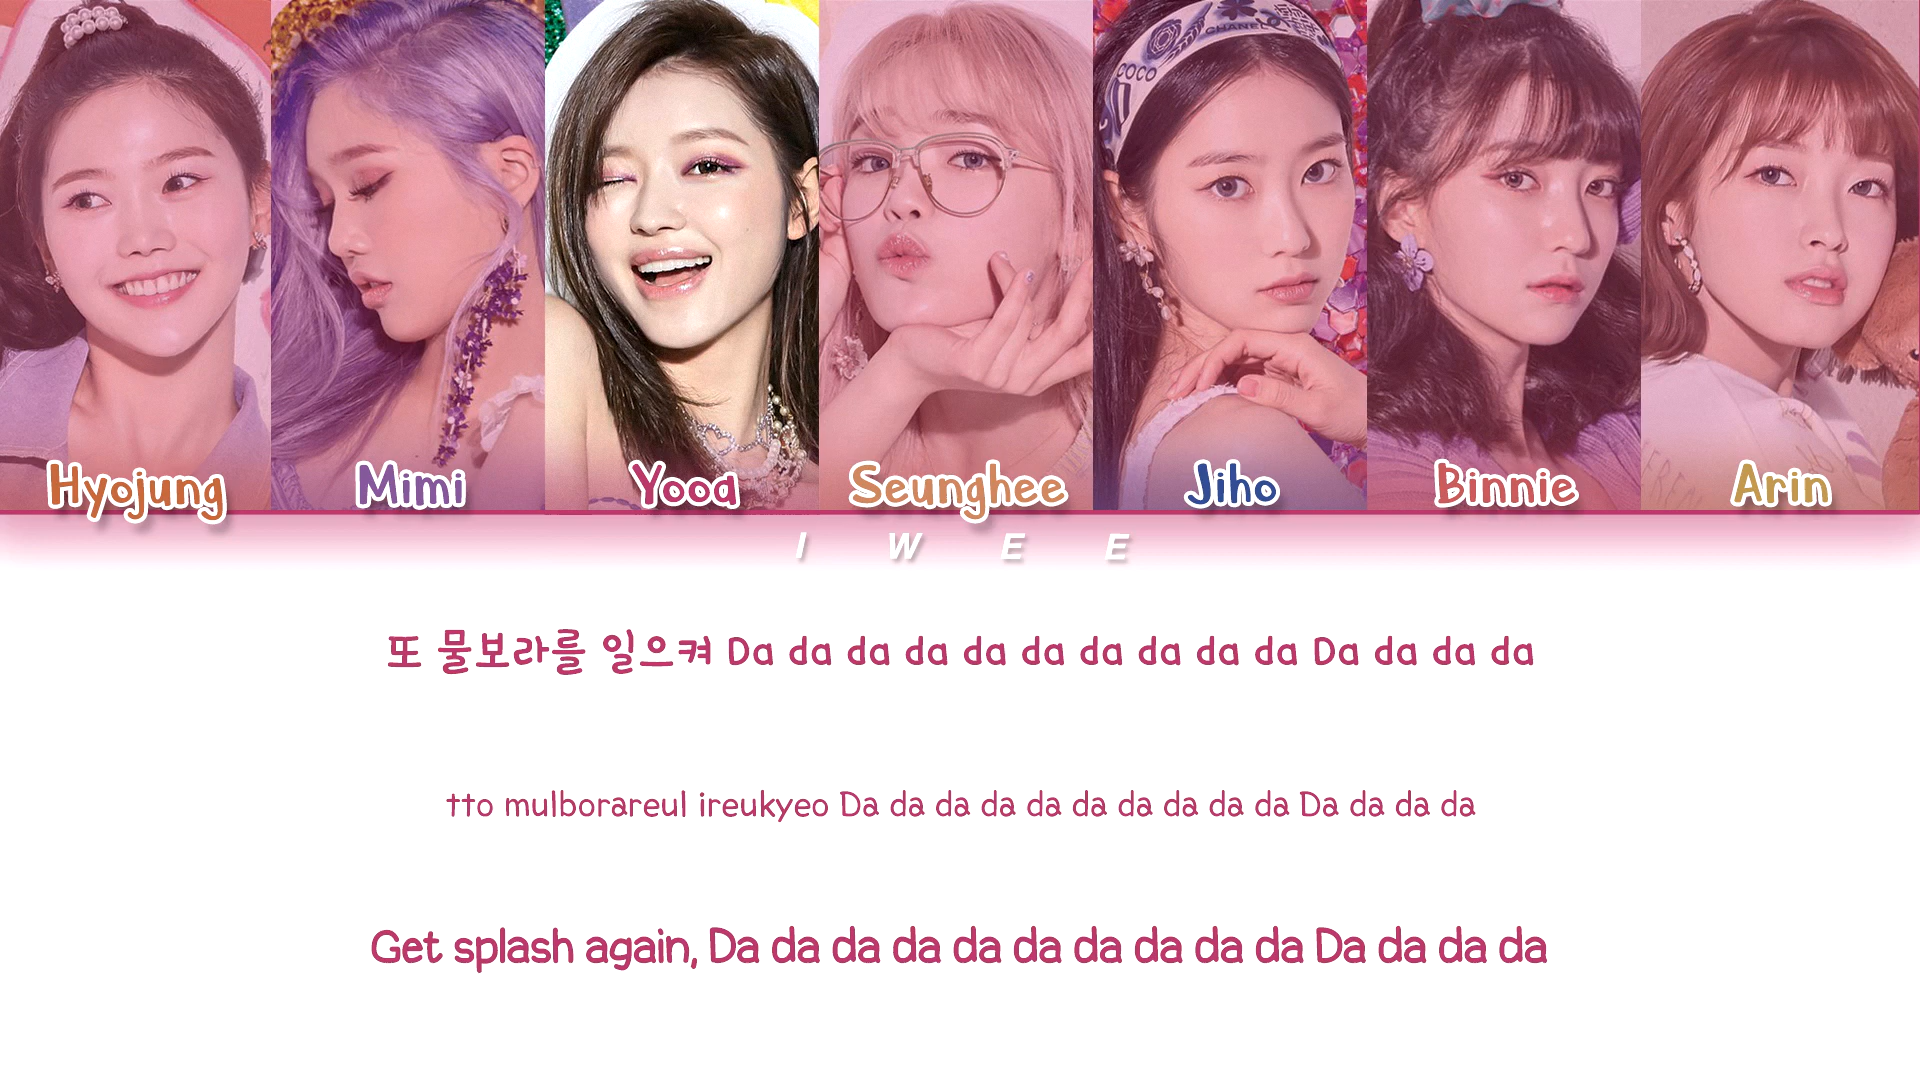 CHANEL
COCO
Hyojung Mimi Yooa Seunghee Jiho Binnie Arin
I W E E
또 물보라를 일으켜 Da da da da da da da da da da Da da da da
tto mulborareul ireukyeo Da da da da da da da da da da Da da da da
Get splash again, Da da da da da da da da da da Da da da da